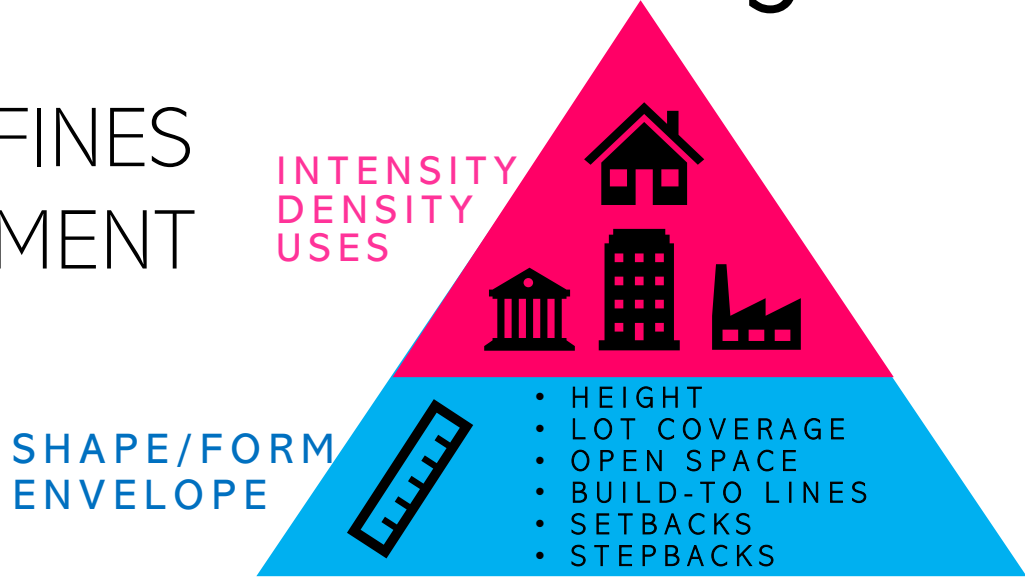 FINES
MENT
INTENSITY
DENSITY
USES
SHAPE/FORM
ENVELOPE
• HEIGHT
• LOT COVERAGE
• OPEN SPACE
• BUILD-TO LINES
• SETBACKS
• STEPBACKS